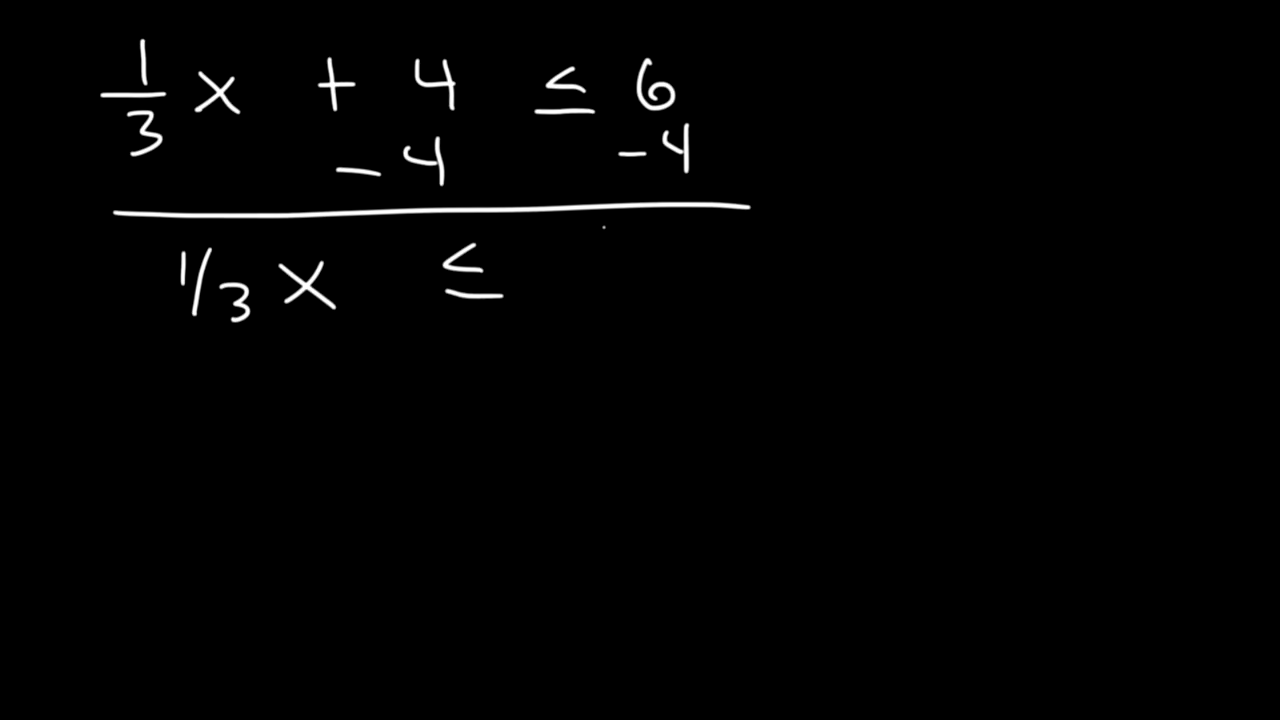 1/3 x + 4 ≤ 6
- 4 - 4
1/3 x ≤